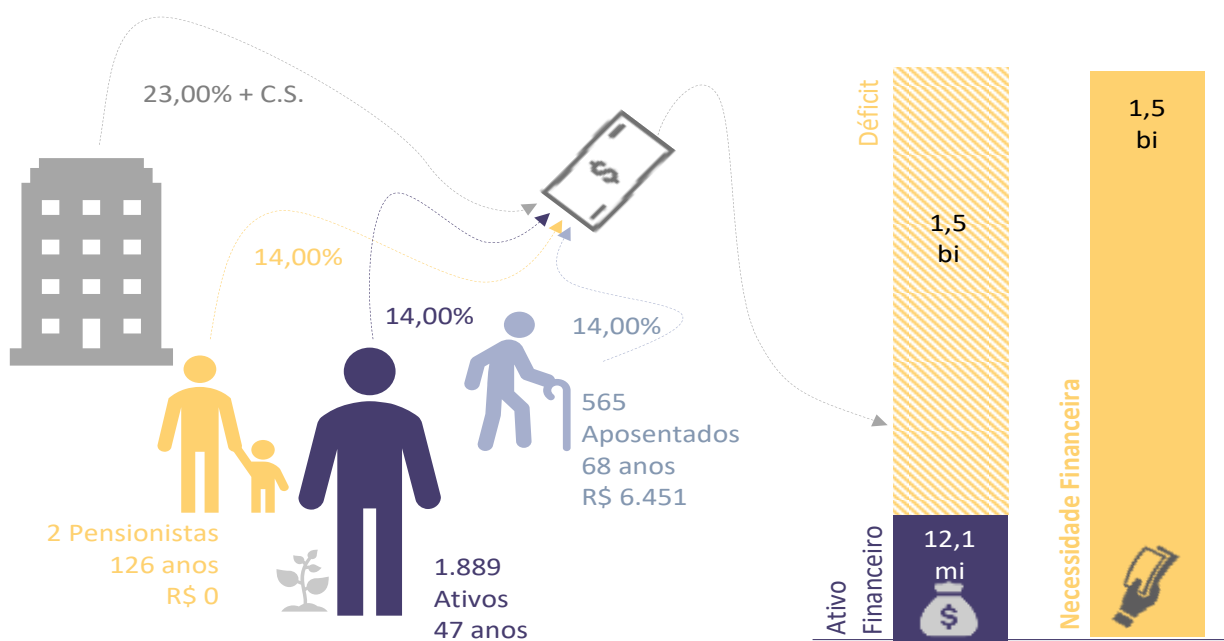 23,00% + C.S.
14,00%
14,00%
14,00%
$
2 Pensionistas
126 anos
R$ 0
1.889
Ativos
47 anos
565
Aposentados
68 anos
R$ 6.451
Déficit
1,5
bi
Ativo
Financeiro
12,1
mi
$
Necessidade Financeira
1,5
bi